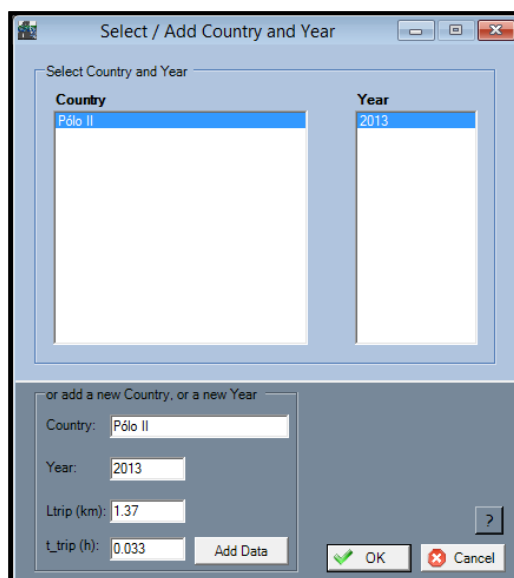 Select / Add Country and Year
Select Country and Year
Country Year
Pólo II 2013
or add a new Country, or a new Year
Country: Pólo II
Year: 2013
Ltrip (km): 1.37
t_trip (h): 0.033 Add Data
?
OK Cancel